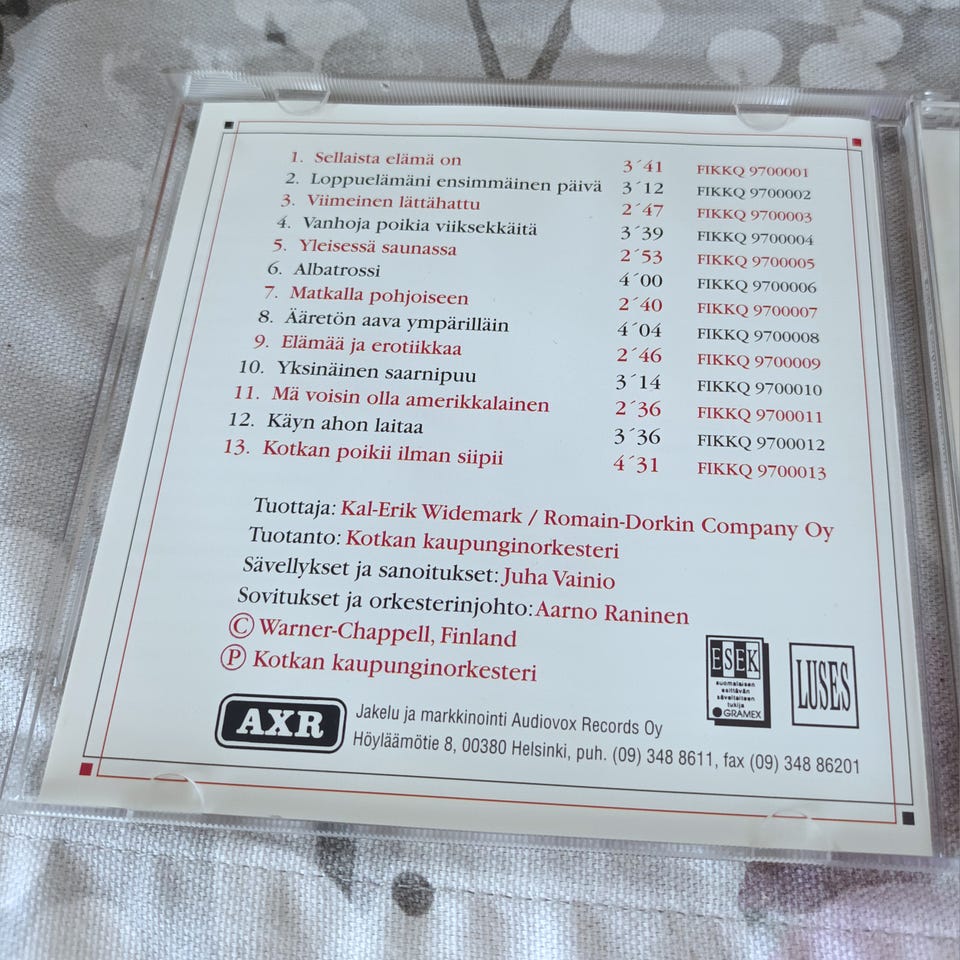 1. Sellaista elämä on 3´41 FIKKQ 9700001
2. Loppuelämäni ensimmäinen päivä 3´12 FIKKQ 9700002
3. Viimeinen lättähattu 2´47 FIKKQ 9700003
4. Vanhoja poikia viiksekkäitä 3´39 FIKKQ 9700004
5. Yleisessä saunassa 2´53 FIKKQ 9700005
6. Albatrossi 4´00 FIKKQ 9700006
7. Matkalla pohjoiseen 2´40 FIKKQ 9700007
8. Ääretön aava ympärilläin 4´04 FIKKQ 9700008
9. Elämää ja erotiikkaa 2´46 FIKKQ 9700009
10. Yksinäinen saarnipuu 3´14 FIKKQ 9700010
11. Mä voisin olla amerikkalainen 2´36 FIKKQ 9700011
12. Käyn ahon laitaa 3´36 FIKKQ 9700012
13. Kotkan poikii ilman siipii 4´31 FIKKQ 9700013
Tuottaja: Kal-Erik Widemark / Romain-Dorkin Company Oy
Tuotanto: Kotkan kaupunginorkesteri
Sävellykset ja sanoitukset: Juha Vainio
Sovitukset ja orkesterinjohto: Aarno Raninen
© Warner-Chappell, Finland
℗ Kotkan kaupunginorkesteri
ESEK
suomalaisen
esittävän
säveltaiteen
tukija
GRAMEX
LUSES
AXR
Jakelu ja markkinointi Audiovox Records Oy
Höyläämötie 8, 00380 Helsinki, puh. (09) 348 8611, fax (09) 348 86201